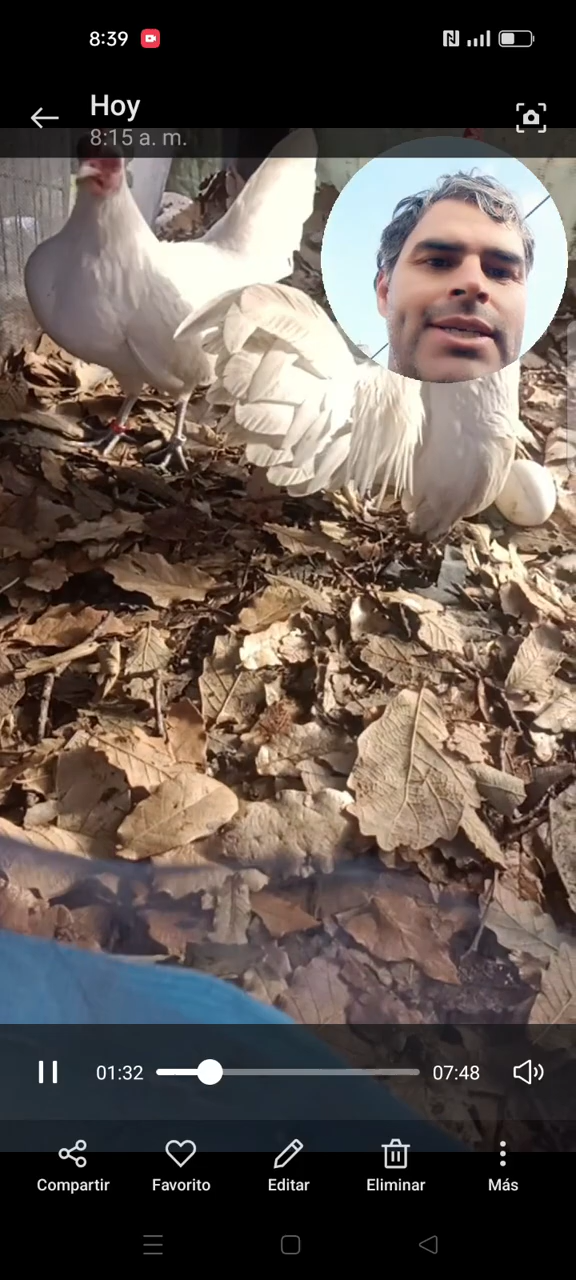 8:39
Hoy
8:15 a. m.
01:32
07:48
Compartir
Favorito
Editar
Eliminar
Más